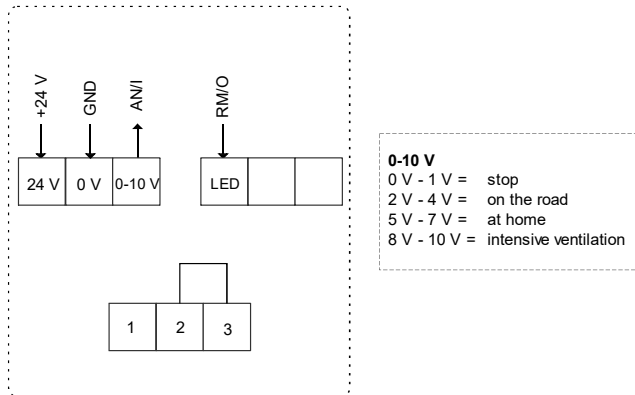 +24 V
GND
AN/I
RM/O
24 V
0 V
0-10 V
LED
1
2
3
0-10 V
0 V - 1 V = stop
2 V - 4 V = on the road
5 V - 7 V = at home
8 V - 10 V = intensive ventilation